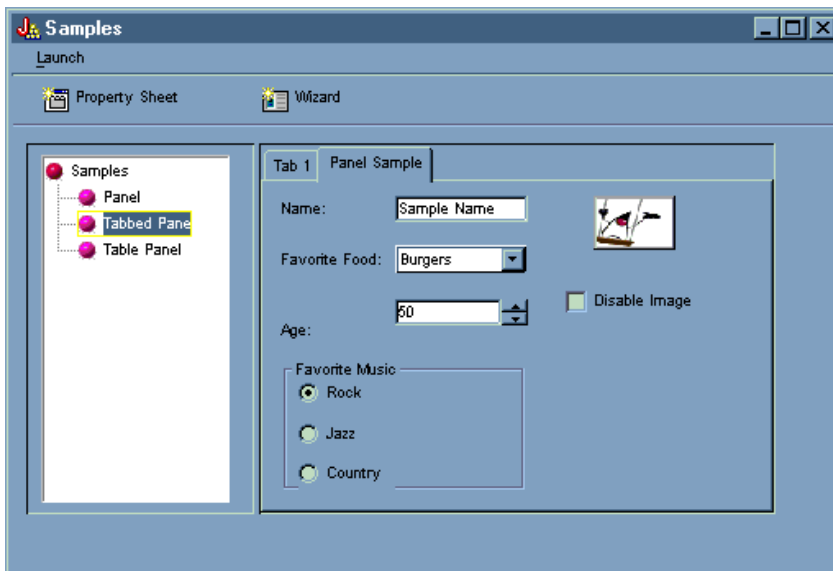 Samples
Launch
Property Sheet
Wizard
Samples
Panel
Tabbed Pane
Table Panel
Tab 1
Panel Sample
Name:
Sample Name
Favorite Food:
Burgers
Age:
50
Disable Image
Favorite Music
Rock
Jazz
Country